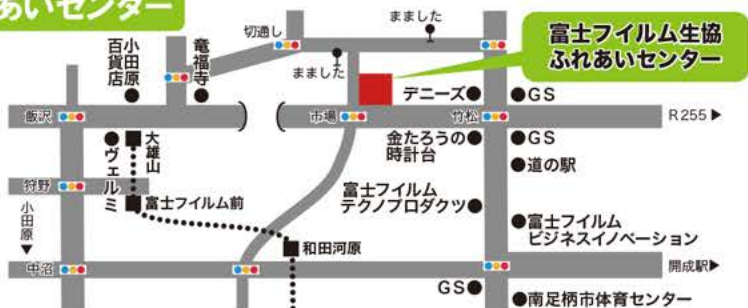 あいセンター
切通し
まました
まました
富士フイルム生協
ふれあいセンター
小田原
百貨店
竜福寺
デニーズ
GS
飯沢
市場
竹松
R255▶
大雄山
ヴェルミ
金たろうの
時計台
GS
道の駅
狩野
富士フイルム前
富士フイルム
テクノプロダクツ
小田原
▼
富士フイルム
ビジネスイノベーション
和田河原
中沼
開成駅▶
GS
南足柄市体育センター